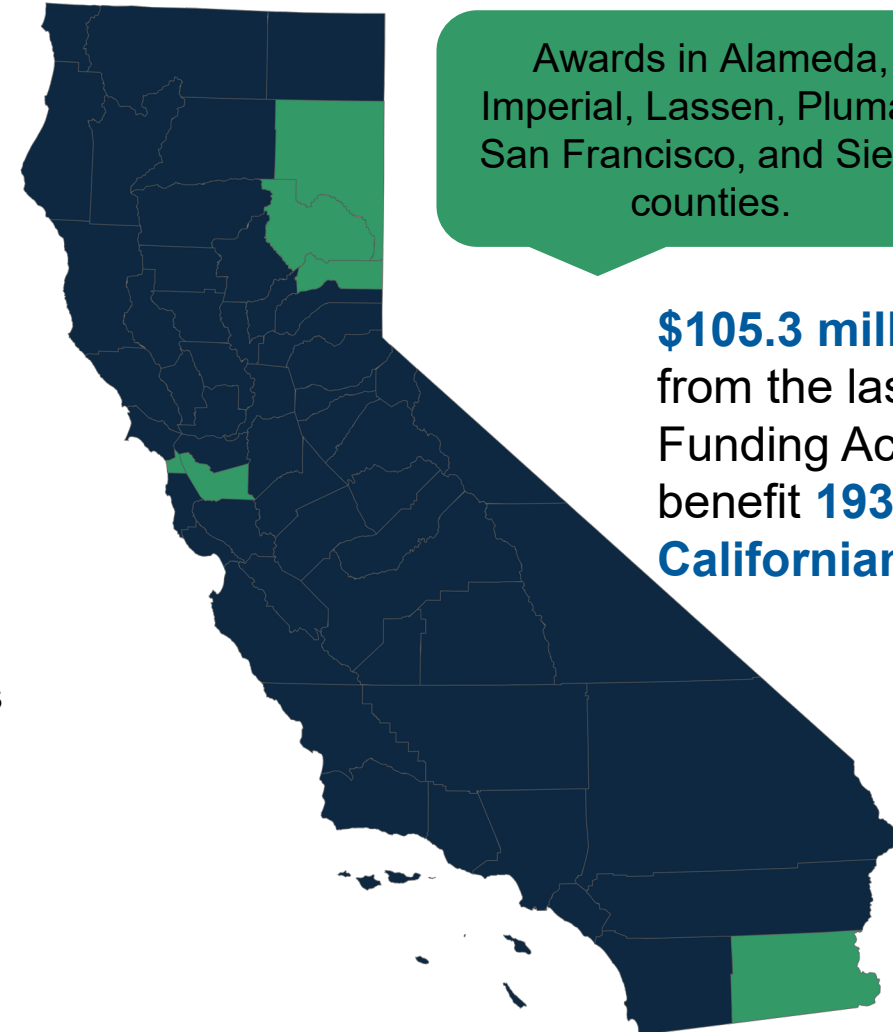 Awards in Alameda,
Imperial, Lassen, Pluma
San Francisco, and Sie
counties.
$105.3 mill
from the las
Funding Ac
benefit 193
Californian
s